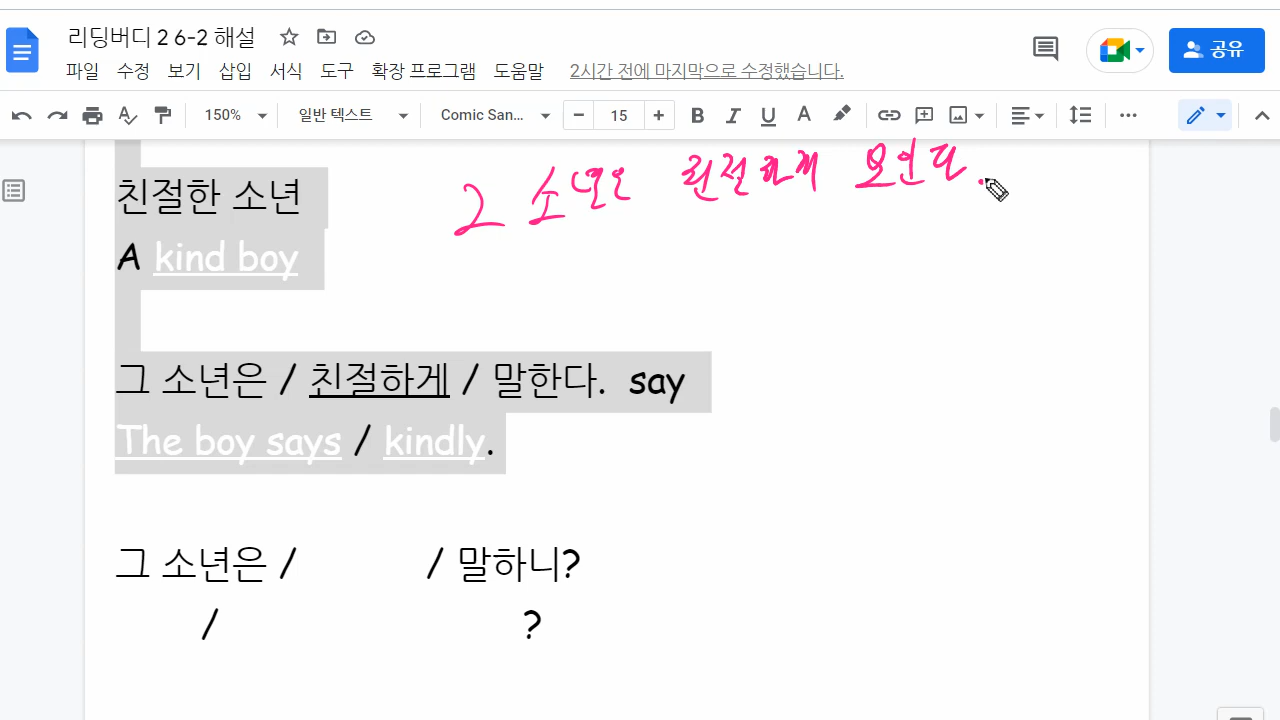 리딩버디 2 6-2 해설
파일 수정 보기 삽입 서식 도구 확장 프로그램 도움말 2시간 전에 마지막으로 수정했습니다.
공유
150% 일반 텍스트 Comic San... − 15 + B I U A
친절한 소년
그 소년은 친절하게 보인다.
A kind boy
그 소년은 / 친절하게 / 말한다. say
The boy says / kindly.
그 소년은 / / 말하니?
/ ?